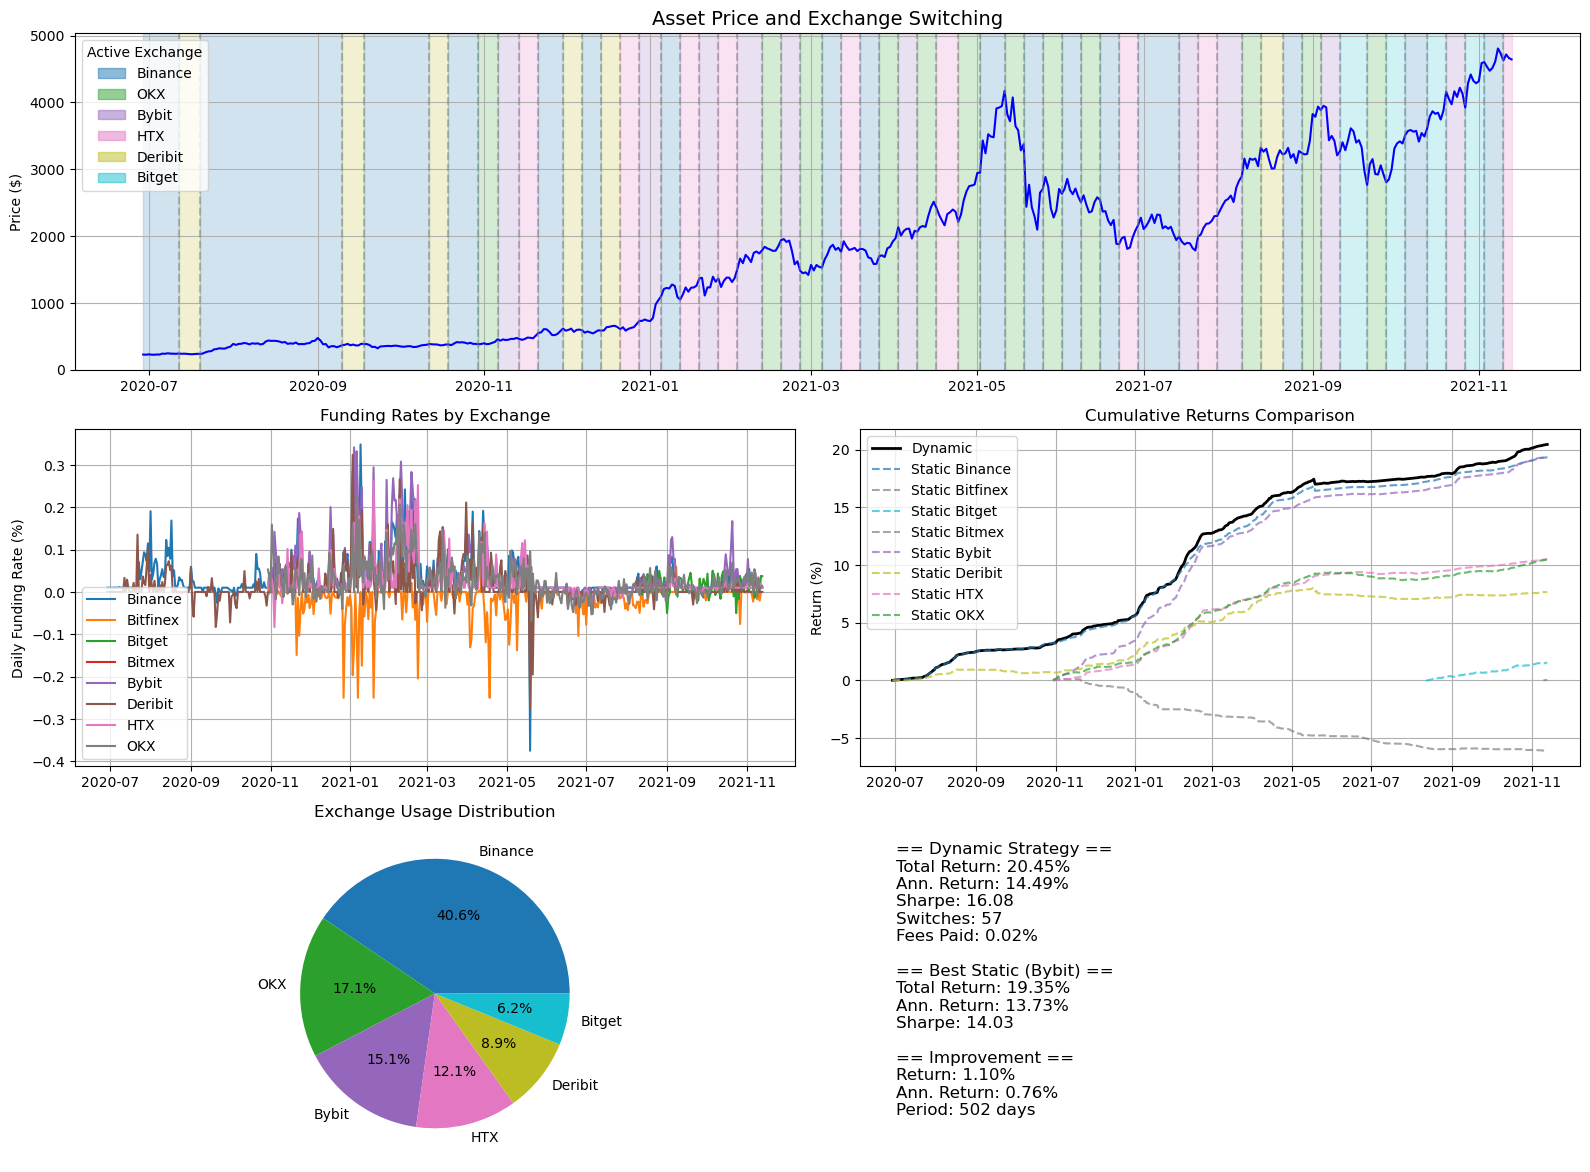 Asset Price and Exchange Switching
Price ($)
5000
4000
3000
2000
1000
0
Active Exchange
Binance
OKX
Bybit
HTX
Deribit
Bitget
2020-07
2020-09
2020-11
2021-01
2021-03
2021-05
2021-07
2021-09
2021-11
Funding Rates by Exchange
Daily Funding Rate (%)
0.3
0.2
0.1
0.0
−0.1
−0.2
−0.3
−0.4
Binance
Bitfinex
Bitget
Bitmex
Bybit
Deribit
HTX
OKX
2020-07
2020-09
2020-11
2021-01
2021-03
2021-05
2021-07
2021-09
2021-11
Cumulative Returns Comparison
Return (%)
20
15
10
5
0
−5
Dynamic
Static Binance
Static Bitfinex
Static Bitget
Static Bitmex
Static Bybit
Static Deribit
Static HTX
Static OKX
2020-07
2020-09
2020-11
2021-01
2021-03
2021-05
2021-07
2021-09
2021-11
Exchange Usage Distribution
Binance
40.6%
OKX
17.1%
Bybit
15.1%
HTX
12.1%
Deribit
8.9%
Bitget
6.2%
== Dynamic Strategy ==
Total Return: 20.45%
Ann. Return: 14.49%
Sharpe: 16.08
Switches: 57
Fees Paid: 0.02%
== Best Static (Bybit) ==
Total Return: 19.35%
Ann. Return: 13.73%
Sharpe: 14.03
== Improvement ==
Return: 1.10%
Ann. Return: 0.76%
Period: 502 days